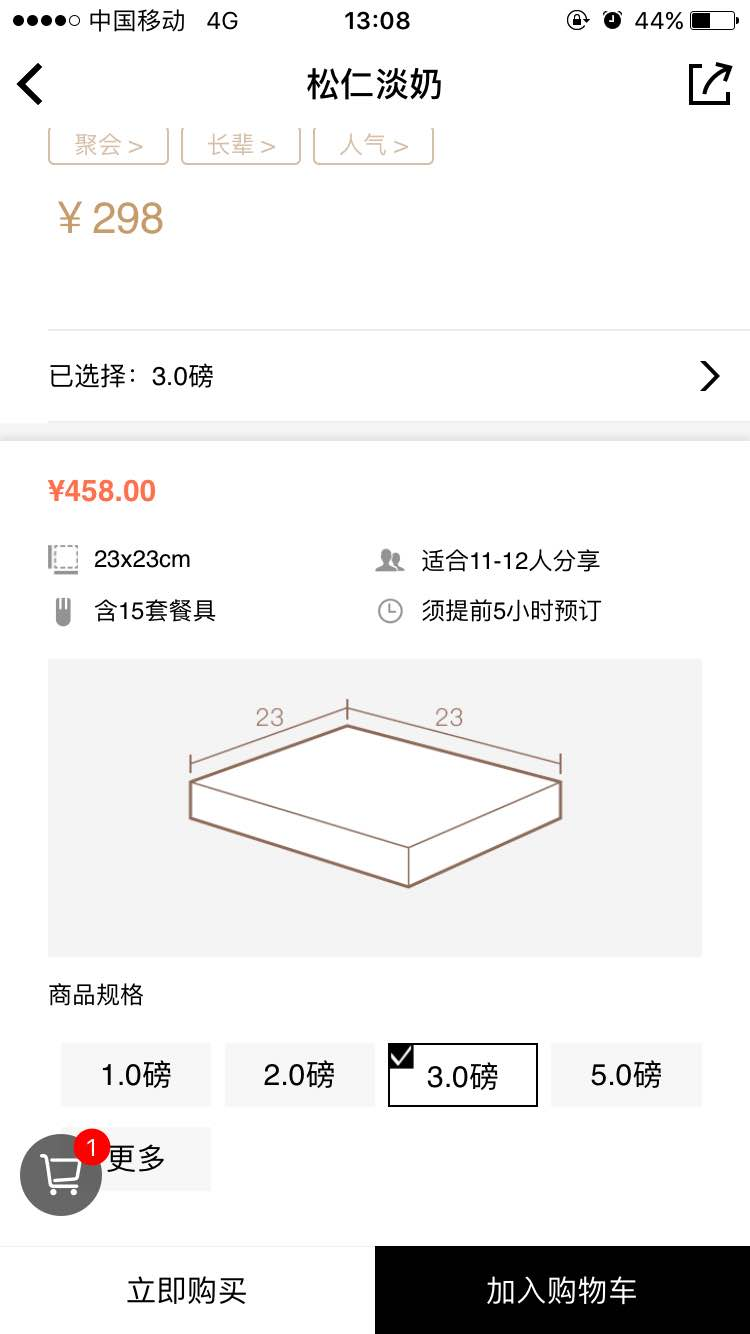 中国移动 4G 13:08 44%
松仁淡奶
聚会 > 长辈 > 人气 >
¥ 298
已选择：3.0磅
¥458.00
23x23cm 适合11-12人分享
含15套餐具 须提前5小时预订
23 23
商品规格
1.0磅 2.0磅 3.0磅 5.0磅
1 更多
立即购买 加入购物车